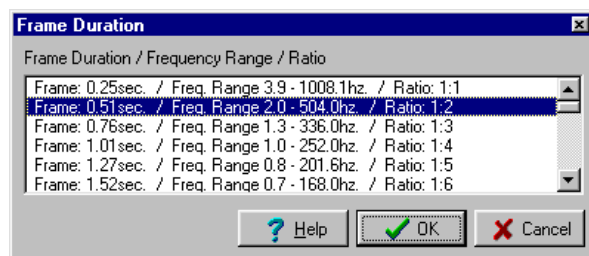 Frame Duration
Frame Duration / Frequency Range / Ratio
Frame: 0.25sec. / Freq. Range 3.9 - 1008.1hz. / Ratio: 1:1
Frame: 0.51sec. / Freq. Range 2.0 - 504.0hz. / Ratio: 1:2
Frame: 0.76sec. / Freq. Range 1.3 - 336.0hz. / Ratio: 1:3
Frame: 1.01sec. / Freq. Range 1.0 - 252.0hz. / Ratio: 1:4
Frame: 1.27sec. / Freq. Range 0.8 - 201.6hz. / Ratio: 1:5
Frame: 1.52sec. / Freq. Range 0.7 - 168.0hz. / Ratio: 1:6
Help OK Cancel